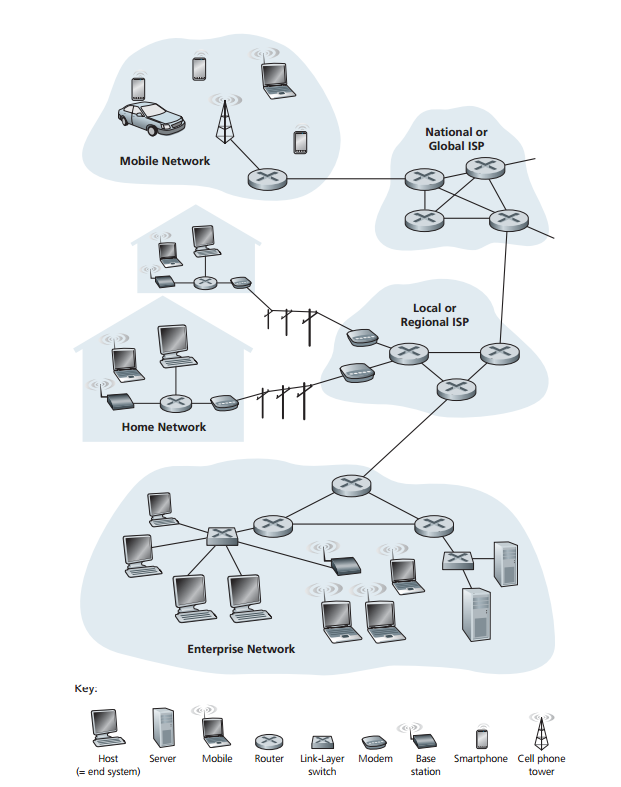 Mobile Network
National or
Global ISP
Local or
Regional ISP
Home Network
Enterprise Network
Key:
Host
(= end system)
Server
Mobile
Router
Link-Layer
switch
Modem
Base
station
Smartphone
Cell phone
tower